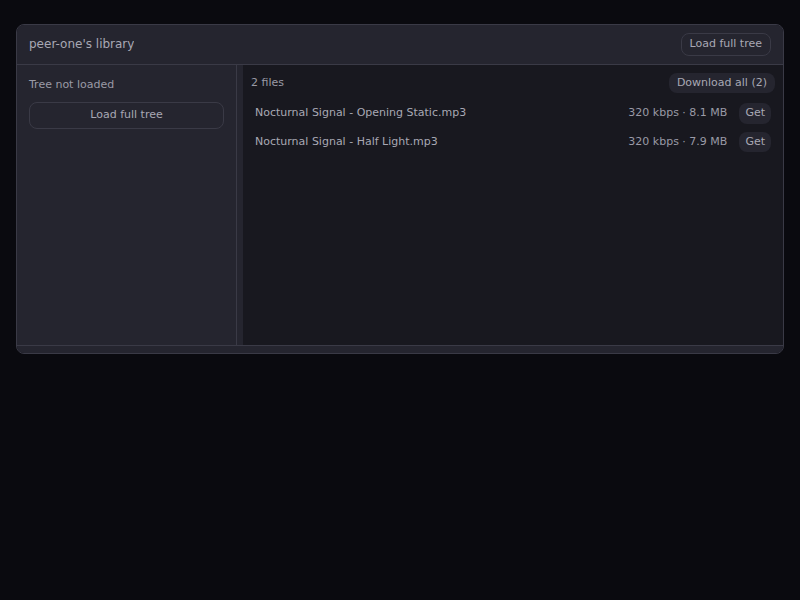 peer-one's library
Load full tree
Tree not loaded
Load full tree
2 files
Download all (2)
Nocturnal Signal - Opening Static.mp3
320 kbps · 8.1 MB
Get
Nocturnal Signal - Half Light.mp3
320 kbps · 7.9 MB
Get